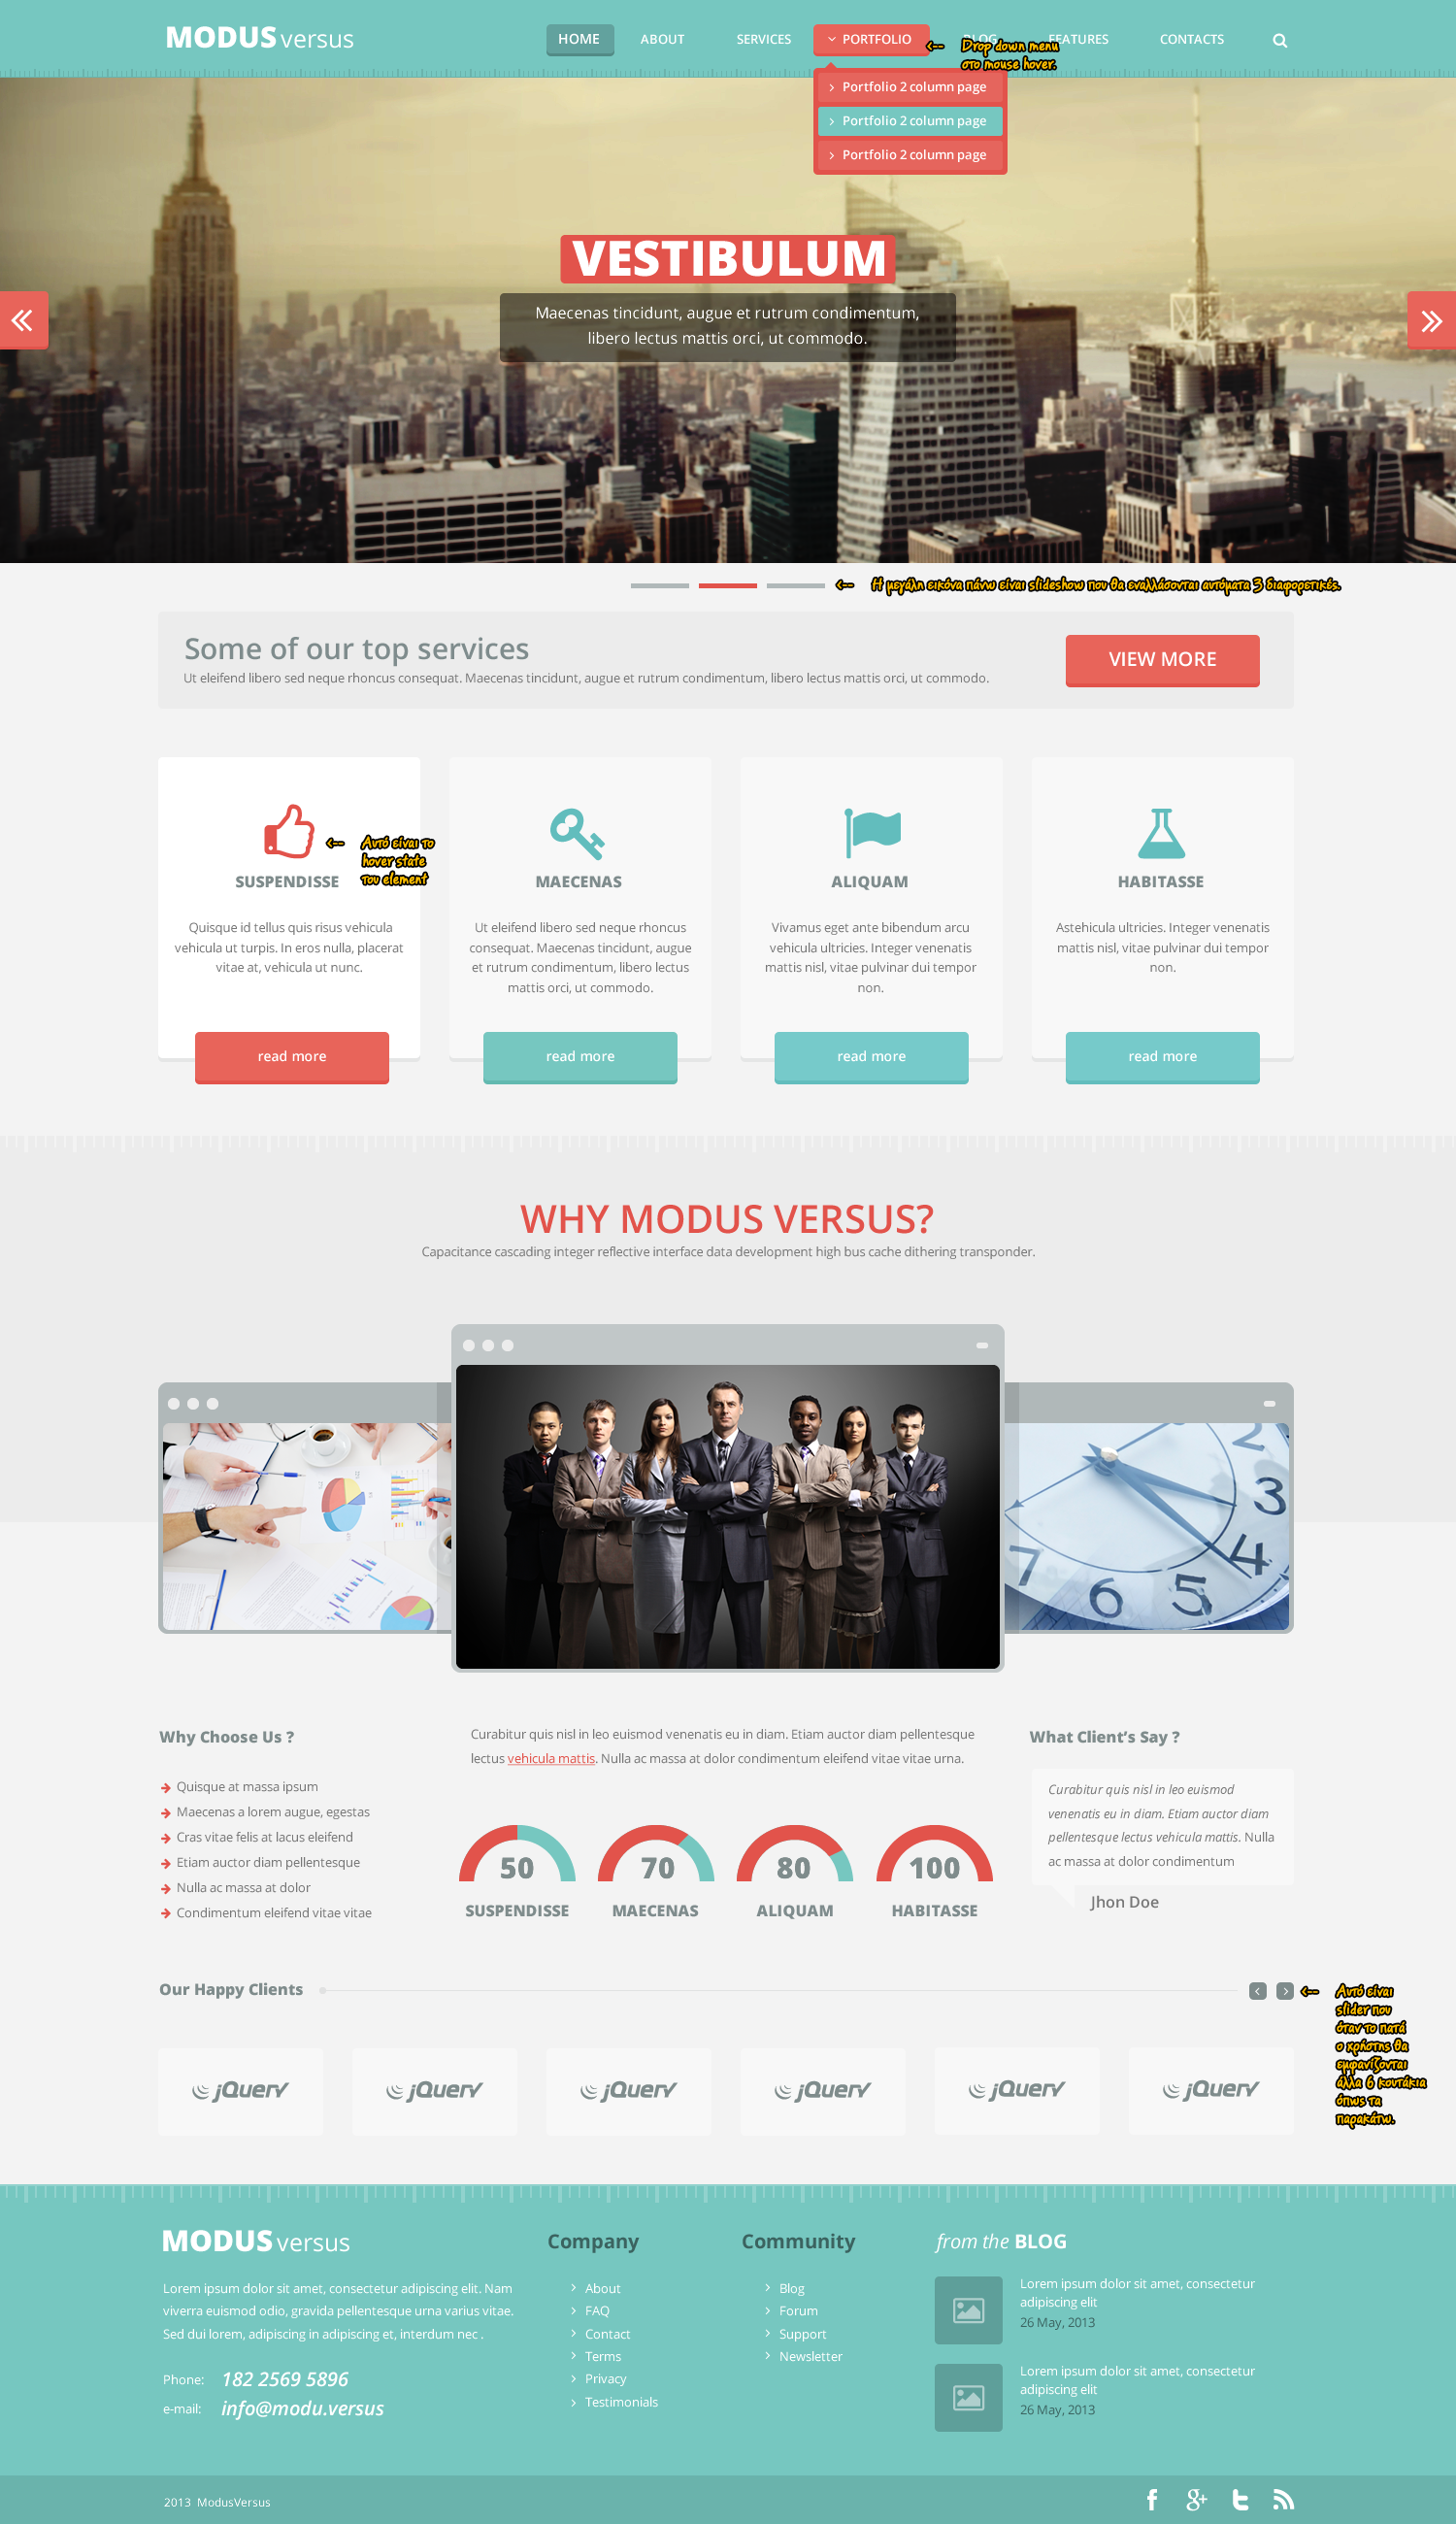 MODUS versus
HOME ABOUT SERVICES PORTFOLIO BLOG FEATURES CONTACTS
<-- Drop down menu
στο mouse hover.
Portfolio 2 column page
Portfolio 2 column page
Portfolio 2 column page
VESTIBULUM
Maecenas tincidunt, augue et rutrum condimentum,
libero lectus mattis orci, ut commodo.
<-- Η μεγάλη εικόνα πάνω είναι slideshow που θα εναλλάσονται αυτόματα 3 διαφορετικές.
Some of our top services
Ut eleifend libero sed neque rhoncus consequat. Maecenas tincidunt, augue et rutrum condimentum, libero lectus mattis orci, ut commodo.
VIEW MORE
<-- Αυτό είναι το
hover state
του element
SUSPENDISSE
Quisque id tellus quis risus vehicula
vehicula ut turpis. In eros nulla, placerat
vitae at, vehicula ut nunc.
read more
MAECENAS
Ut eleifend libero sed neque rhoncus
consequat. Maecenas tincidunt, augue
et rutrum condimentum, libero lectus
mattis orci, ut commodo.
read more
ALIQUAM
Vivamus eget ante bibendum arcu
vehicula ultricies. Integer venenatis
mattis nisl, vitae pulvinar dui tempor
non.
read more
HABITASSE
Astehicula ultricies. Integer venenatis
mattis nisl, vitae pulvinar dui tempor
non.
read more
WHY MODUS VERSUS?
Capacitance cascading integer reflective interface data development high bus cache dithering transponder.
2
3
4
5
6
7
Why Choose Us ?
Quisque at massa ipsum
Maecenas a lorem augue, egestas
Cras vitae felis at lacus eleifend
Etiam auctor diam pellentesque
Nulla ac massa at dolor
Condimentum eleifend vitae vitae
Curabitur quis nisl in leo euismod venenatis eu in diam. Etiam auctor diam pellentesque
lectus vehicula mattis. Nulla ac massa at dolor condimentum eleifend vitae vitae urna.
50 70 80 100
SUSPENDISSE MAECENAS ALIQUAM HABITASSE
What Client’s Say ?
Curabitur quis nisl in leo euismod
venenatis eu in diam. Etiam auctor diam
pellentesque lectus vehicula mattis. Nulla
ac massa at dolor condimentum
Jhon Doe
Our Happy Clients
<-- Αυτό είναι
slider που
όταν το πατά
ο χρήστης θα
εμφανίζονται
άλλα 6 κουτάκια
όπως τα
παρακάτω.
jQuery jQuery jQuery jQuery jQuery jQuery
MODUS versus
Lorem ipsum dolor sit amet, consectetur adipiscing elit. Nam
viverra euismod odio, gravida pellentesque urna varius vitae.
Sed dui lorem, adipiscing in adipiscing et, interdum nec .
Phone: 182 2569 5896
e-mail: info@modu.versus
Company
About
FAQ
Contact
Terms
Privacy
Testimonials
Community
Blog
Forum
Support
Newsletter
from the BLOG
Lorem ipsum dolor sit amet, consectetur
adipiscing elit
26 May, 2013
Lorem ipsum dolor sit amet, consectetur
adipiscing elit
26 May, 2013
2013 ModusVersus